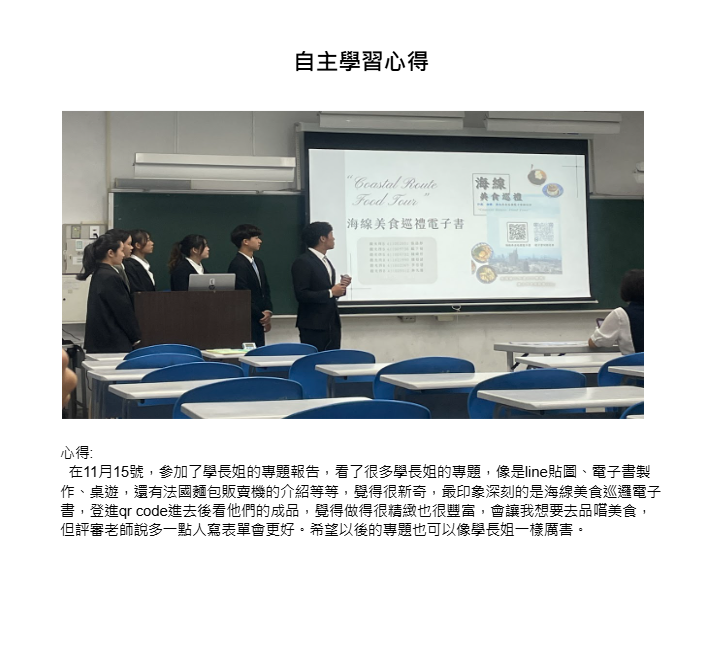 自主學習心得
“Coastal Route
Food Tour”
海線美食巡禮電子書
海線
美食巡禮
心得:
在11月15號，參加了學長姐的專題報告，看了很多學長姐的專題，像是line貼圖、電子書製
作、桌遊，還有法國麵包販賣機的介紹等等，覺得很新奇，最印象深刻的是海線美食巡邏電子
書，登進qr code進去後看他們的成品，覺得做得很精緻也很豐富，會讓我想要去品嚐美食，
但評審老師說多一點人寫表單會更好。希望以後的專題也可以像學長姐一樣厲害。